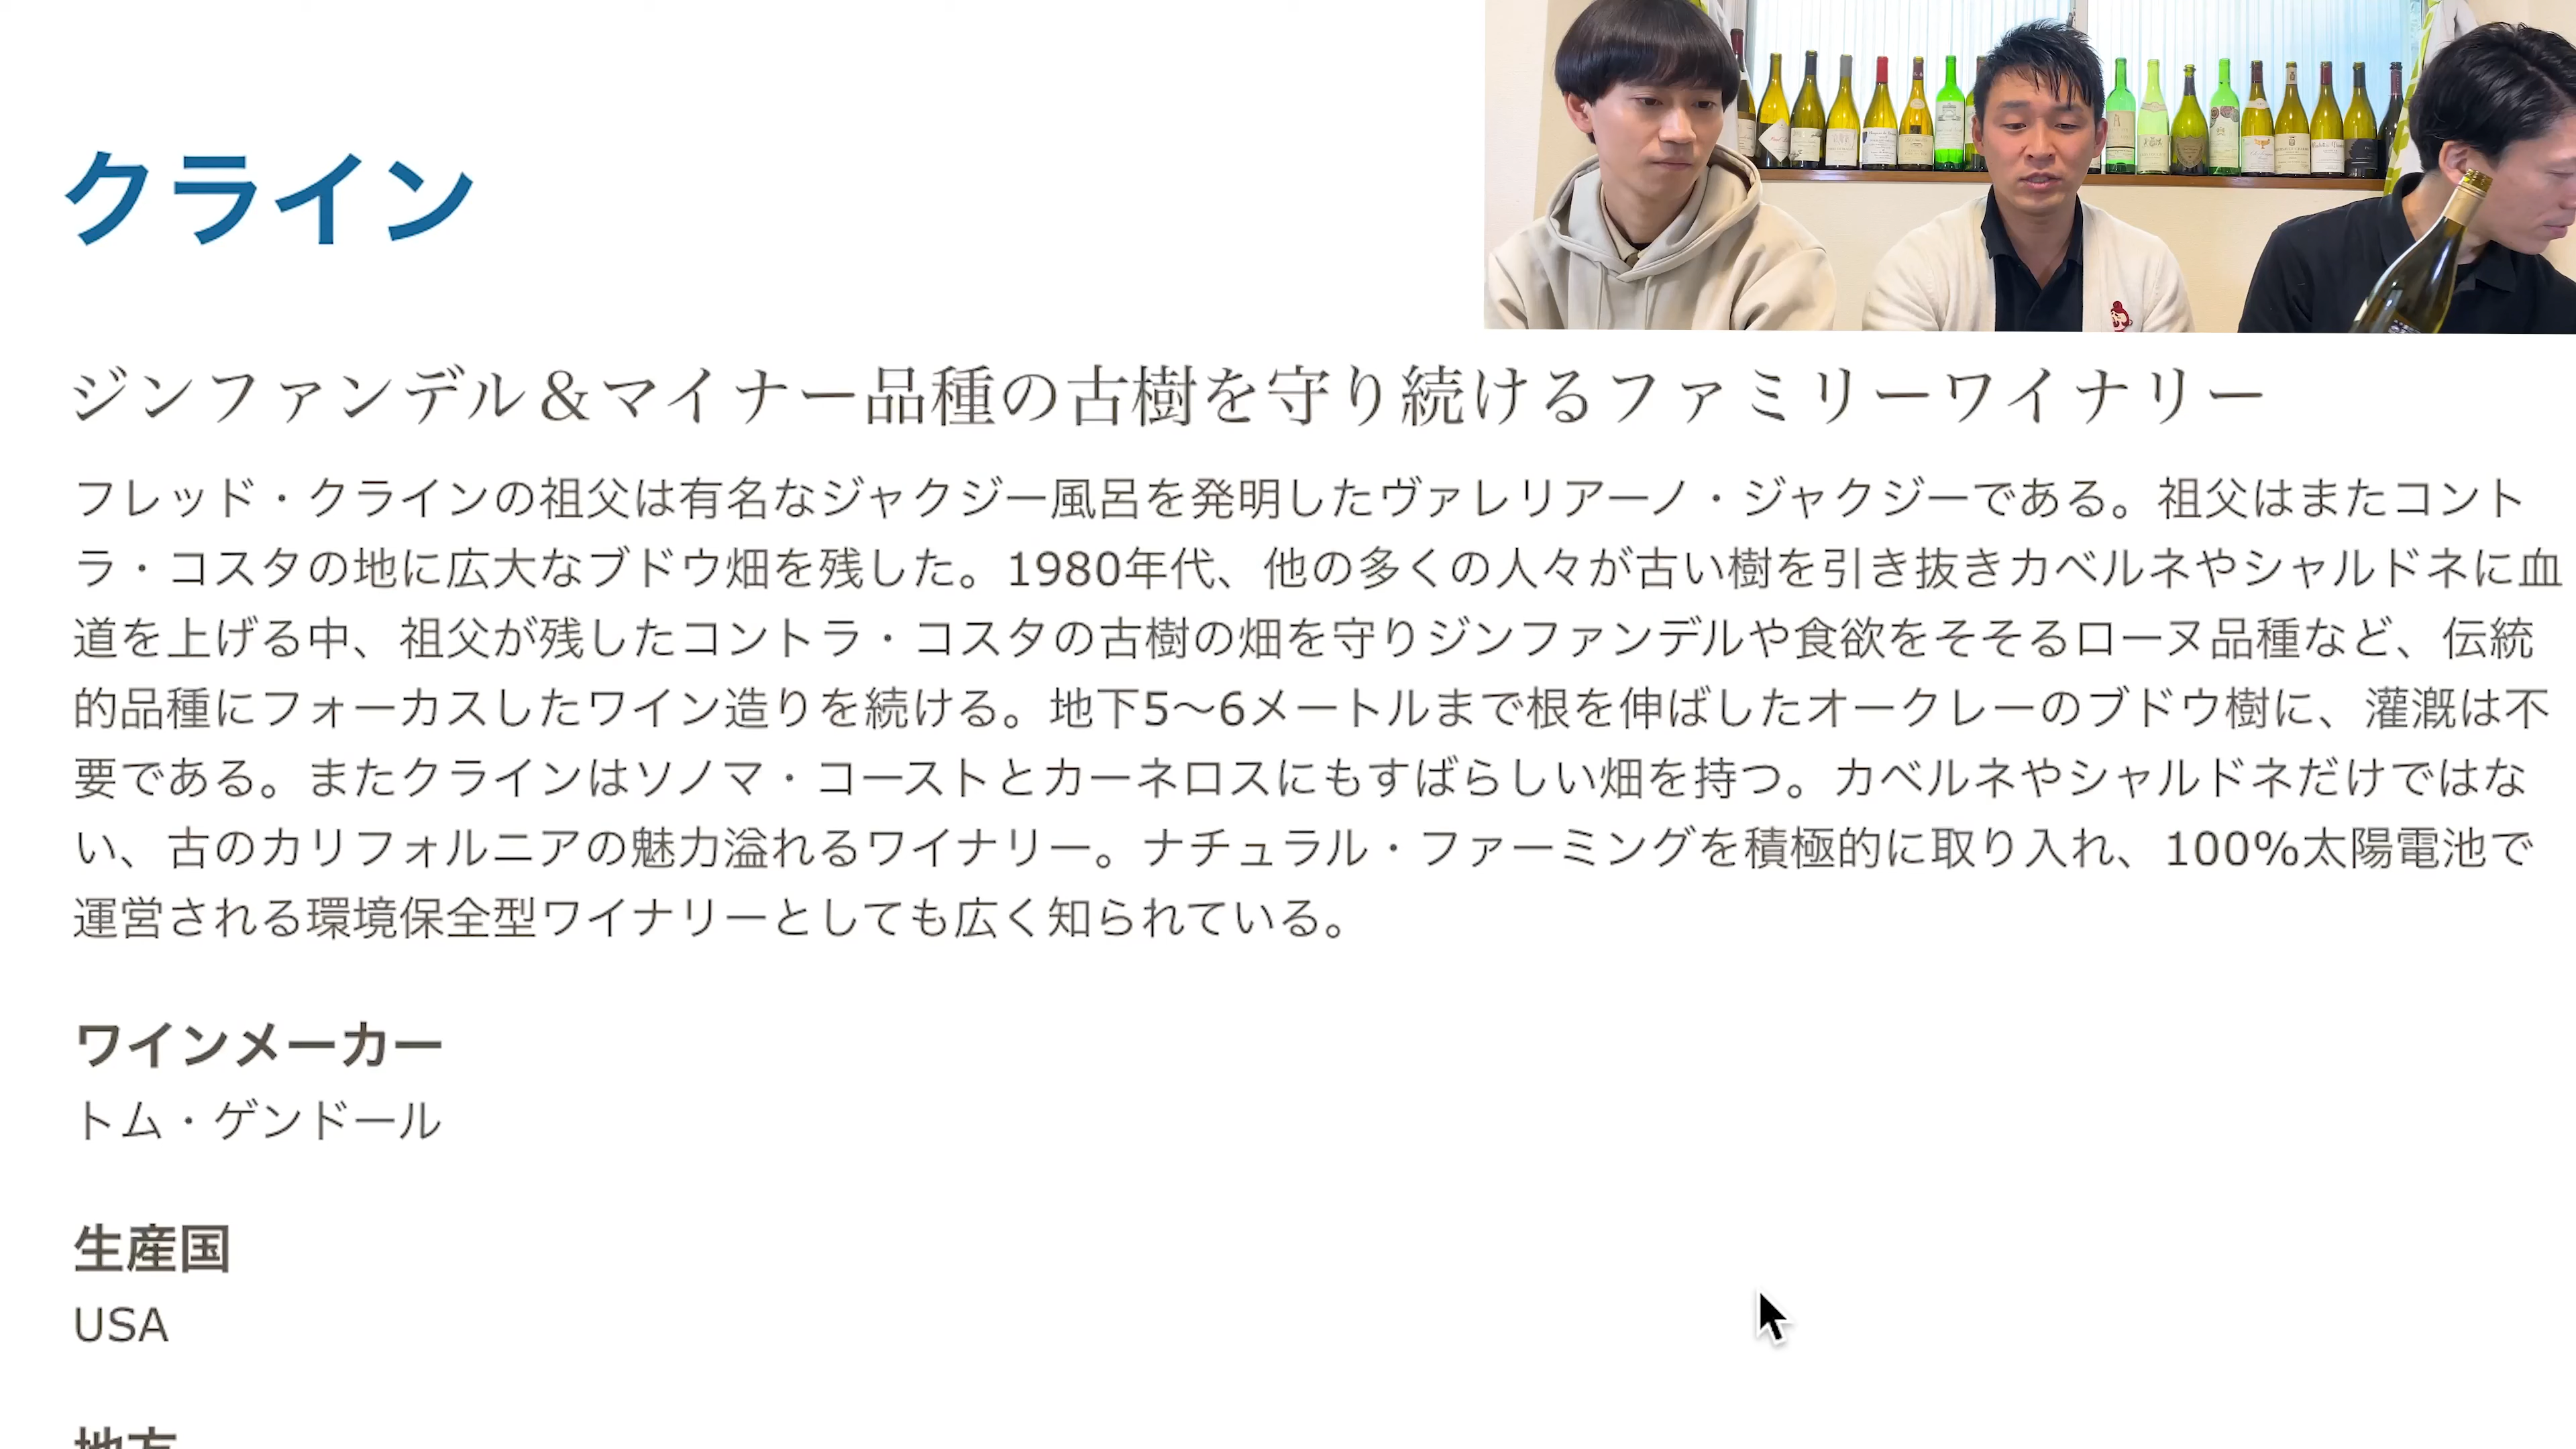 クライン
ジンファンデル＆マイナー品種の古樹を守り続けるファミリーワイナリー
フレッド・クラインの祖父は有名なジャクジー風呂を発明したヴァレリアーノ・ジャクジーである。祖父はまたコント
ラ・コスタの地に広大なブドウ畑を残した。1980年代、他の多くの人々が古い樹を引き抜きカベルネやシャルドネに血
道を上げる中、祖父が残したコントラ・コスタの古樹の畑を守りジンファンデルや食欲をそそるローヌ品種など、伝統
的品種にフォーカスしたワイン造りを続ける。地下5〜6メートルまで根を伸ばしたオークレーのブドウ樹に、灌漑は不
要である。またクラインはソノマ・コーストとカーネロスにもすばらしい畑を持つ。カベルネやシャルドネだけではな
い、古のカリフォルニアの魅力溢れるワイナリー。ナチュラル・ファーミングを積極的に取り入れ、100%太陽電池で
運営される環境保全型ワイナリーとしても広く知られている。
ワインメーカー
トム・ゲンドール
生産国
USA
地方